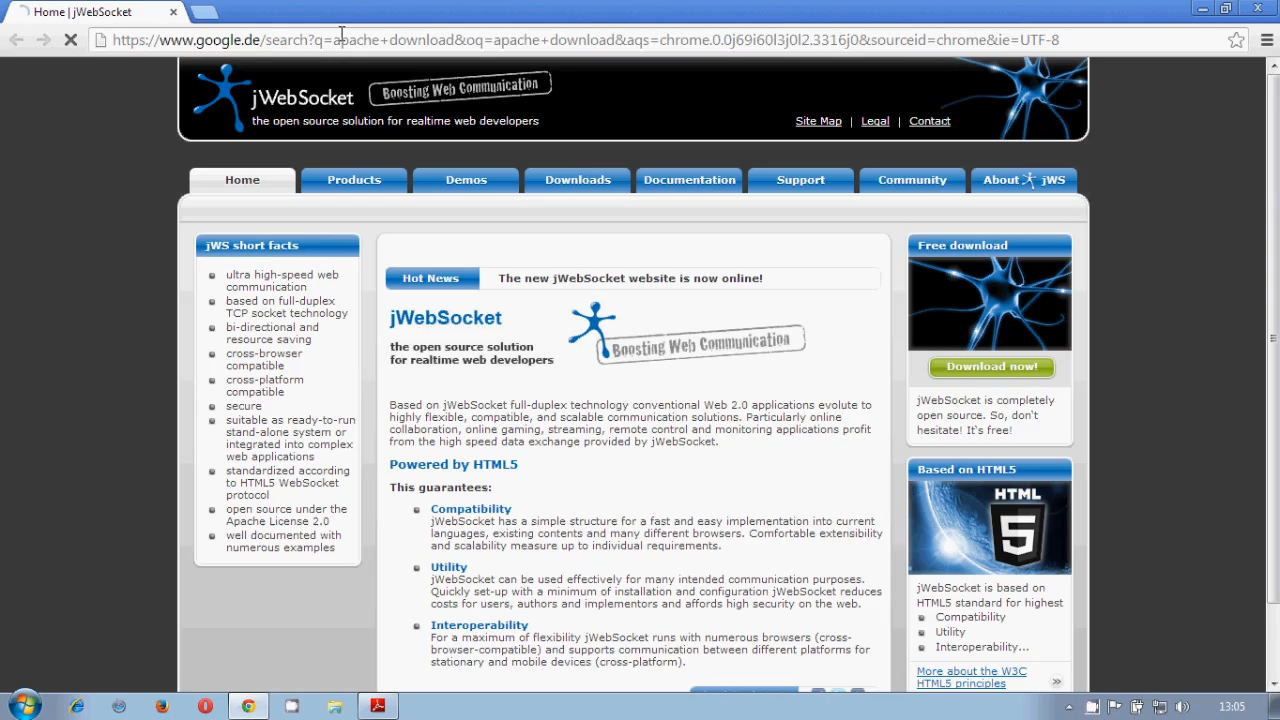 Home | jWebSocket
https://www.google.de/search?q=apache+download&oq=apache+download&aqs=chrome.0.0j69i60l3j0l2.3316j0&sourceid=chrome&ie=UTF-8
jWebSocket
Boosting Web Communication
the open source solution for realtime web developers
Site Map | Legal | Contact
Home
Products
Demos
Downloads
Documentation
Support
Community
About jWS
jWS short facts
ultra high-speed web
communication
based on full-duplex
TCP socket technology
bi-directional and
resource saving
cross-browser
compatible
cross-platform
compatible
secure
suitable as ready-to-run
stand-alone system or
integrated into complex
web applications
standardized according
to HTML5 WebSocket
protocol
open source under the
Apache License 2.0
well documented with
numerous examples
Hot News
The new jWebSocket website is now online!
jWebSocket
the open source solution
for realtime web developers
Boosting Web Communication
Based on jWebSocket full-duplex technology conventional Web 2.0 applications evolute to
highly flexible, compatible, and scalable communication solutions. Particularly online
collaboration, online gaming, streaming, remote control and monitoring applications profit
from the high speed data exchange provided by jWebSocket.
Powered by HTML5
This guarantees:
Compatibility
jWebSocket has a simple structure for a fast and easy implementation into current
languages, existing contents and many different browsers. Comfortable extensibility
and scalability measure up to individual requirements.
Utility
jWebSocket can be used effectively for many intended communication purposes.
Quickly set-up with a minimum of installation and configuration jWebSocket reduces
costs for users, authors and implementors and affords high security on the web.
Interoperability
For a maximum of flexibility jWebSocket runs with numerous browsers (cross-
browser-compatible) and supports communication between different platforms for
stationary and mobile devices (cross-platform).
Free download
Download now!
jWebSocket is completely
open source. So, don't
hesitate! It's free!
Based on HTML5
HTML
5
jWebSocket is based on
HTML5 standard for highest
Compatibility
Utility
Interoperability...
More about the W3C
HTML5 principles
13:05